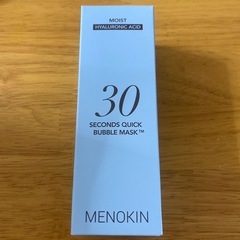 MOIST
HYALURONIC ACID
30
SECONDS QUICK
BUBBLE MASK™
MENOKIN